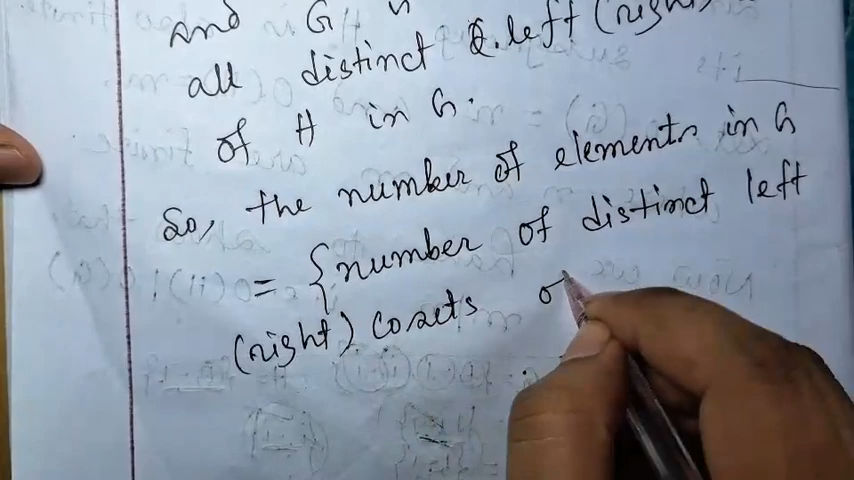 and G
all distinct left (right)
of H in G.
So, the number of elements in G
= { number of distinct left
(right) cosets o